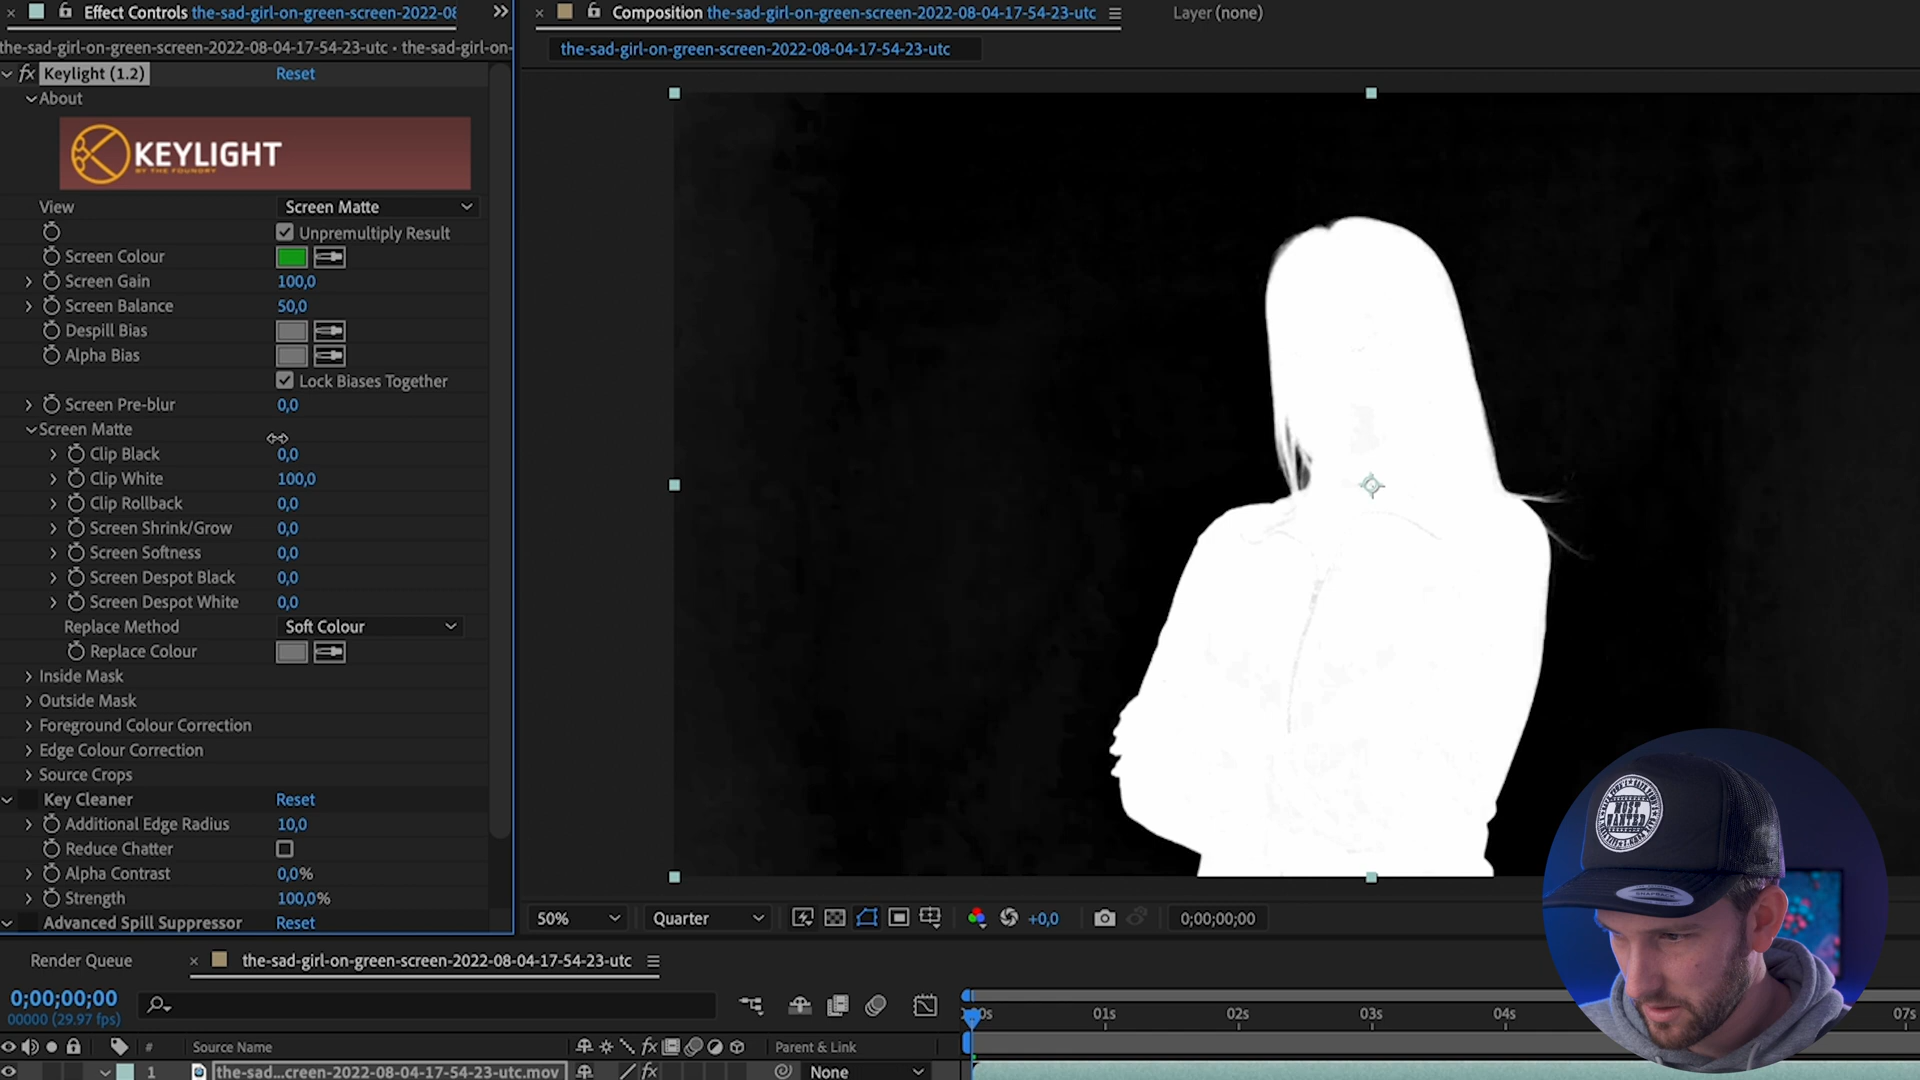 × Effect Controls the-sad-girl-on-green-screen-2022-08 »
the-sad-girl-on-green-screen-2022-08-04-17-54-23-utc • the-sad-girl-on-
fx Keylight (1.2) Reset
About
KEYLIGHT
BY THE FOUNDRY
View Screen Matte
Unpremultiply Result
Screen Colour
Screen Gain 100,0
Screen Balance 50,0
Despill Bias
Alpha Bias
Lock Biases Together
Screen Pre-blur 0,0
Screen Matte
Clip Black 0,0
Clip White 100,0
Clip Rollback 0,0
Screen Shrink/Grow 0,0
Screen Softness 0,0
Screen Despot Black 0,0
Screen Despot White 0,0
Replace Method Soft Colour
Replace Colour
Inside Mask
Outside Mask
Foreground Colour Correction
Edge Colour Correction
Source Crops
Key Cleaner Reset
Additional Edge Radius 10,0
Reduce Chatter
Alpha Contrast 0,0%
Strength 100,0%
Advanced Spill Suppressor Reset
× Composition the-sad-girl-on-green-screen-2022-08-04-17-54-23-utc
Layer (none)
the-sad-girl-on-green-screen-2022-08-04-17-54-23-utc
50% Quarter +0,0 0;00;00;00
MOST
WANTED
SNAPBACK
Render Queue × the-sad-girl-on-green-screen-2022-08-04-17-54-23-utc
0;00;00;00
00000 (29.97 fps)
01s 02s 03s 04s 07s
# Source Name fx Parent & Link
1 the-sad...creen-2022-08-04-17-54-23-utc.mov fx None